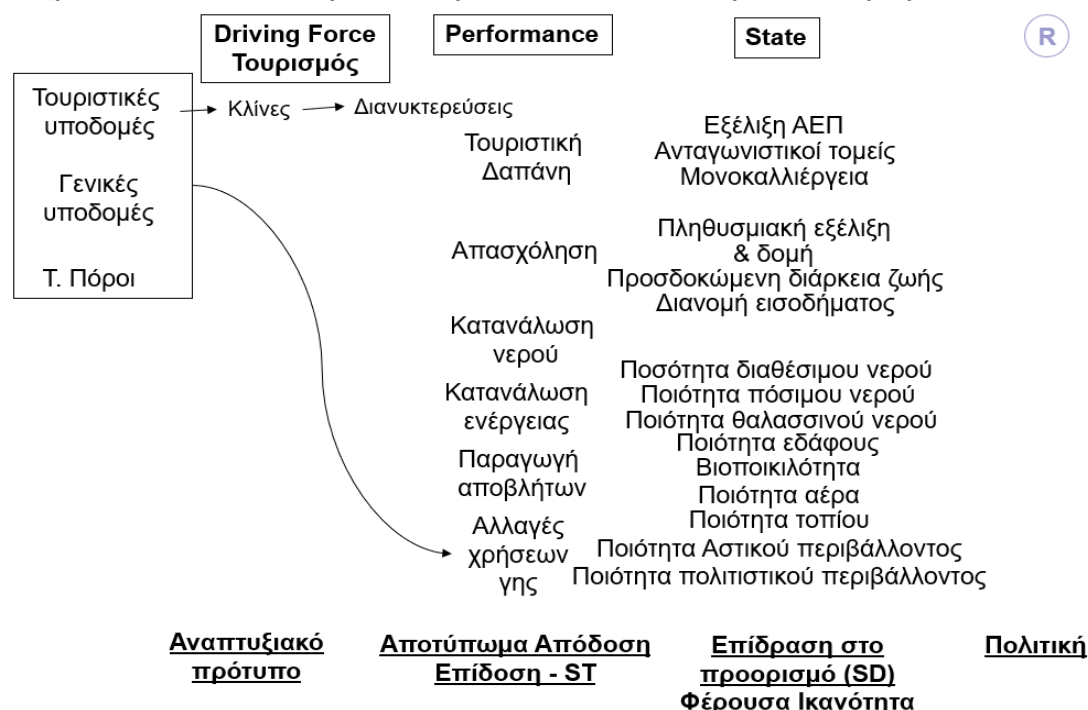 Driving Force
Τουρισμός
Performance
State
R
Τουριστικές
υποδομές
Γενικές
υποδομές
Τ. Πόροι
Κλίνες
Διανυκτερεύσεις
Τουριστική
Δαπάνη
Απασχόληση
Κατανάλωση
νερού
Κατανάλωση
ενέργειας
Παραγωγή
αποβλήτων
Αλλαγές
χρήσεων
γης
Εξέλιξη ΑΕΠ
Ανταγωνιστικοί τομείς
Μονοκαλλιέργεια
Πληθυσμιακή εξέλιξη
& δομή
Προσδοκώμενη διάρκεια ζωής
Διανομή εισοδήματος
Ποσότητα διαθέσιμου νερού
Ποιότητα πόσιμου νερού
Ποιότητα θαλασσινού νερού
Ποιότητα εδάφους
Βιοποικιλότητα
Ποιότητα αέρα
Ποιότητα τοπίου
Ποιότητα Αστικού περιβάλλοντος
Ποιότητα πολιτιστικού περιβάλλοντος
Αναπτυξιακό
πρότυπο
Αποτύπωμα Απόδοση
Επίδοση - ST
Επίδραση στο
προορισμό (SD)
Φέρουσα Ικανότητα
Πολιτική